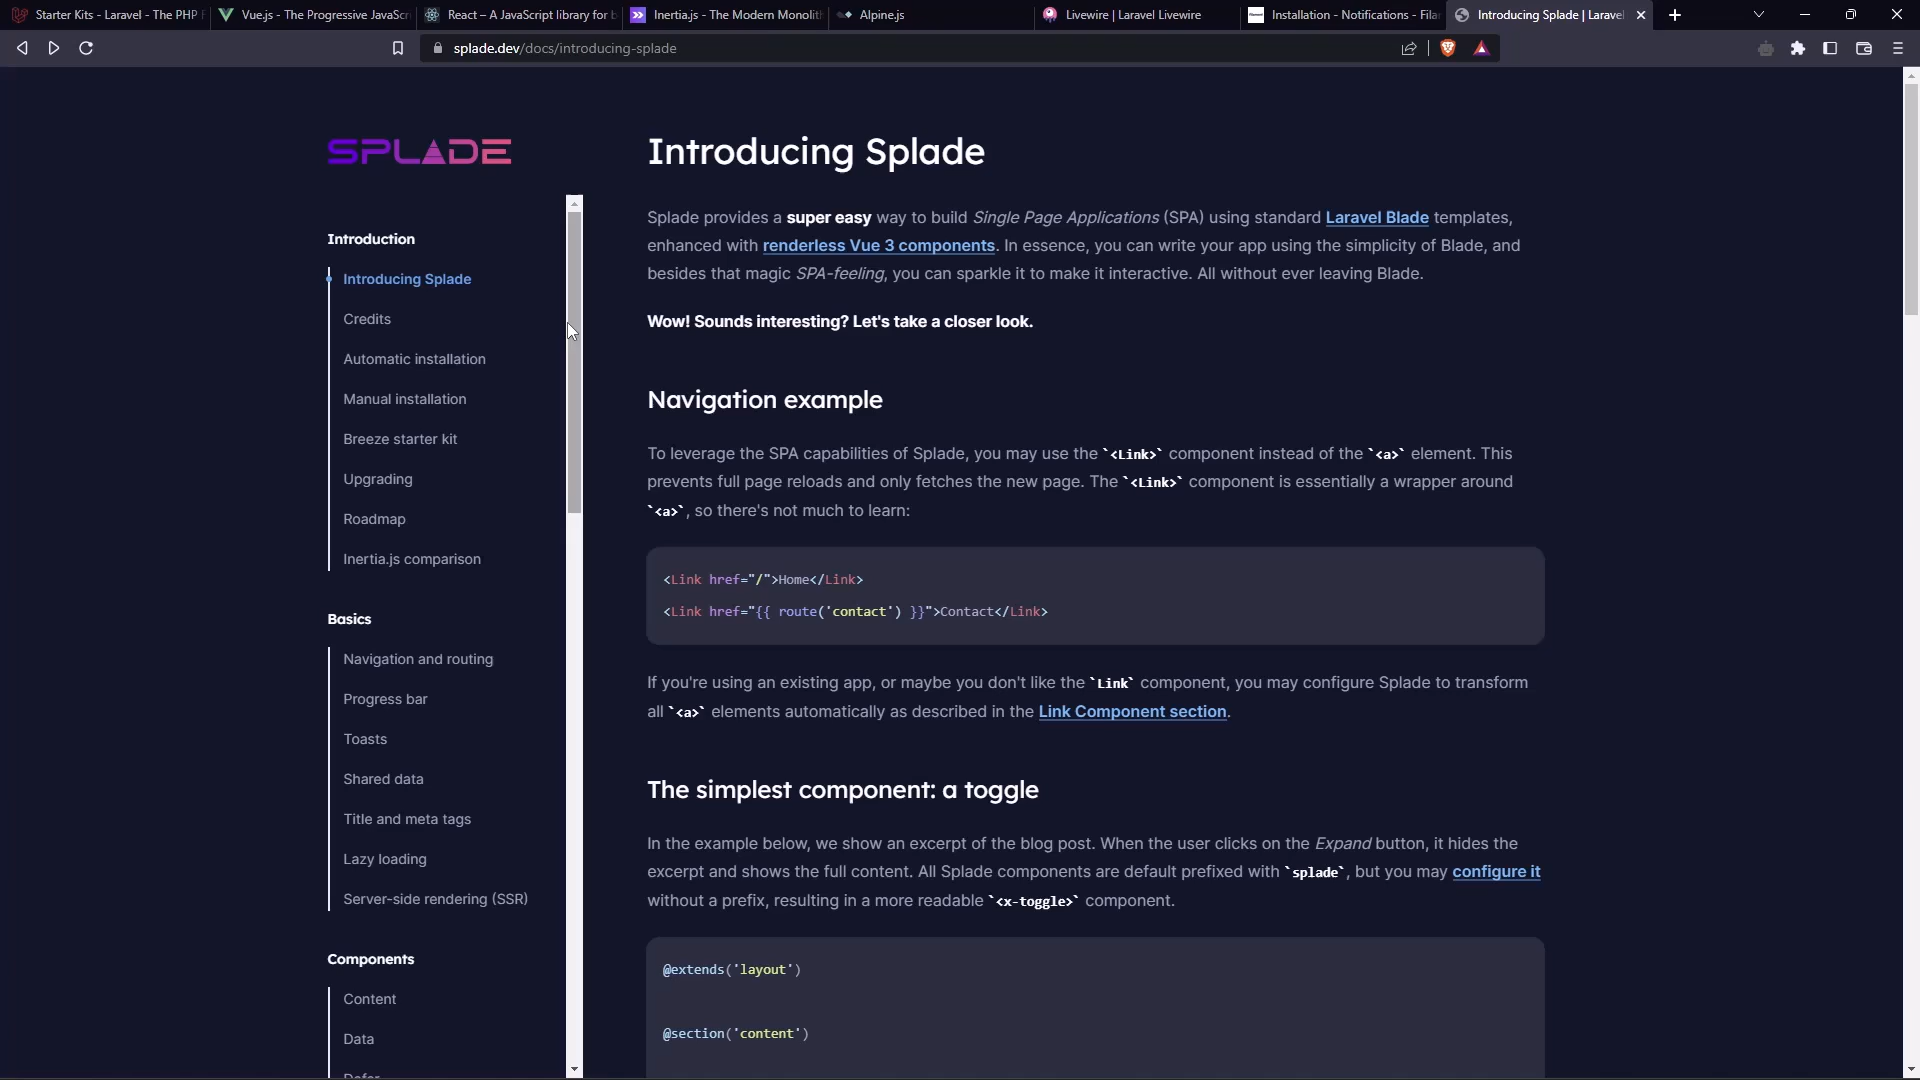 Starter Kits - Laravel - The PHP F
Vue.js - The Progressive JavaScri
React – A JavaScript library for b
Inertia.js - The Modern Monolith
Alpine.js
Livewire | Laravel Livewire
Installation - Notifications - Filam
Introducing Splade | Laravel
splade.dev/docs/introducing-splade
SPLADE
Introduction
Introducing Splade
Credits
Automatic installation
Manual installation
Breeze starter kit
Upgrading
Roadmap
Inertia.js comparison
Basics
Navigation and routing
Progress bar
Toasts
Shared data
Title and meta tags
Lazy loading
Server-side rendering (SSR)
Components
Content
Data
Defer
Introducing Splade
Splade provides a super easy way to build Single Page Applications (SPA) using standard Laravel Blade templates,
enhanced with renderless Vue 3 components. In essence, you can write your app using the simplicity of Blade, and
besides that magic SPA-feeling, you can sparkle it to make it interactive. All without ever leaving Blade.
Wow! Sounds interesting? Let's take a closer look.
Navigation example
To leverage the SPA capabilities of Splade, you may use the `<Link>` component instead of the `<a>` element. This
prevents full page reloads and only fetches the new page. The `<Link>` component is essentially a wrapper around
`<a>`, so there's not much to learn:
<Link href="/">Home</Link>
<Link href="{{ route('contact') }}">Contact</Link>
If you're using an existing app, or maybe you don't like the `Link` component, you may configure Splade to transform
all `<a>` elements automatically as described in the Link Component section.
The simplest component: a toggle
In the example below, we show an excerpt of the blog post. When the user clicks on the Expand button, it hides the
excerpt and shows the full content. All Splade components are default prefixed with `splade`, but you may configure it
without a prefix, resulting in a more readable `<x-toggle>` component.
@extends('layout')
@section('content')